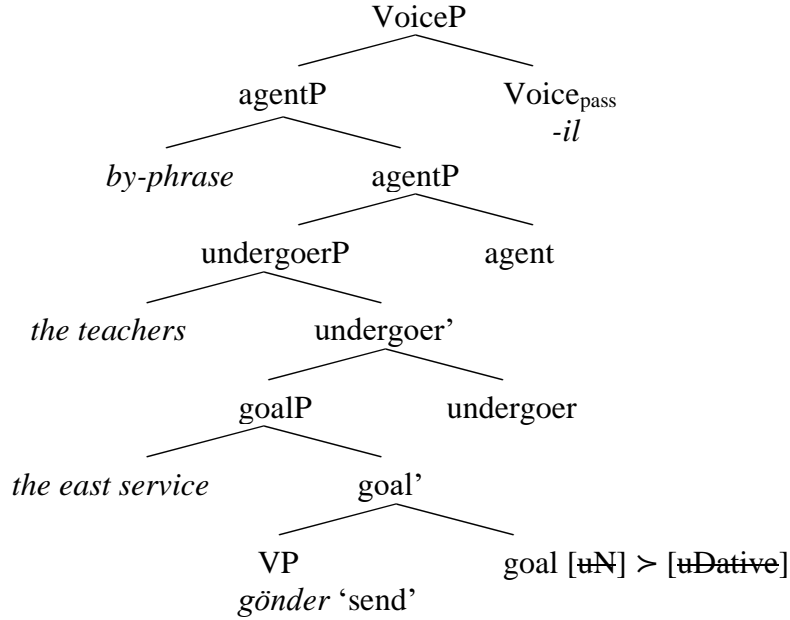 VoiceP
agentP Voicepass
-il
by-phrase agentP
undergoerP agent
the teachers undergoer’
goalP undergoer
the east service goal’
VP goal [uN] ≻ [uDative]
gönder ‘send’